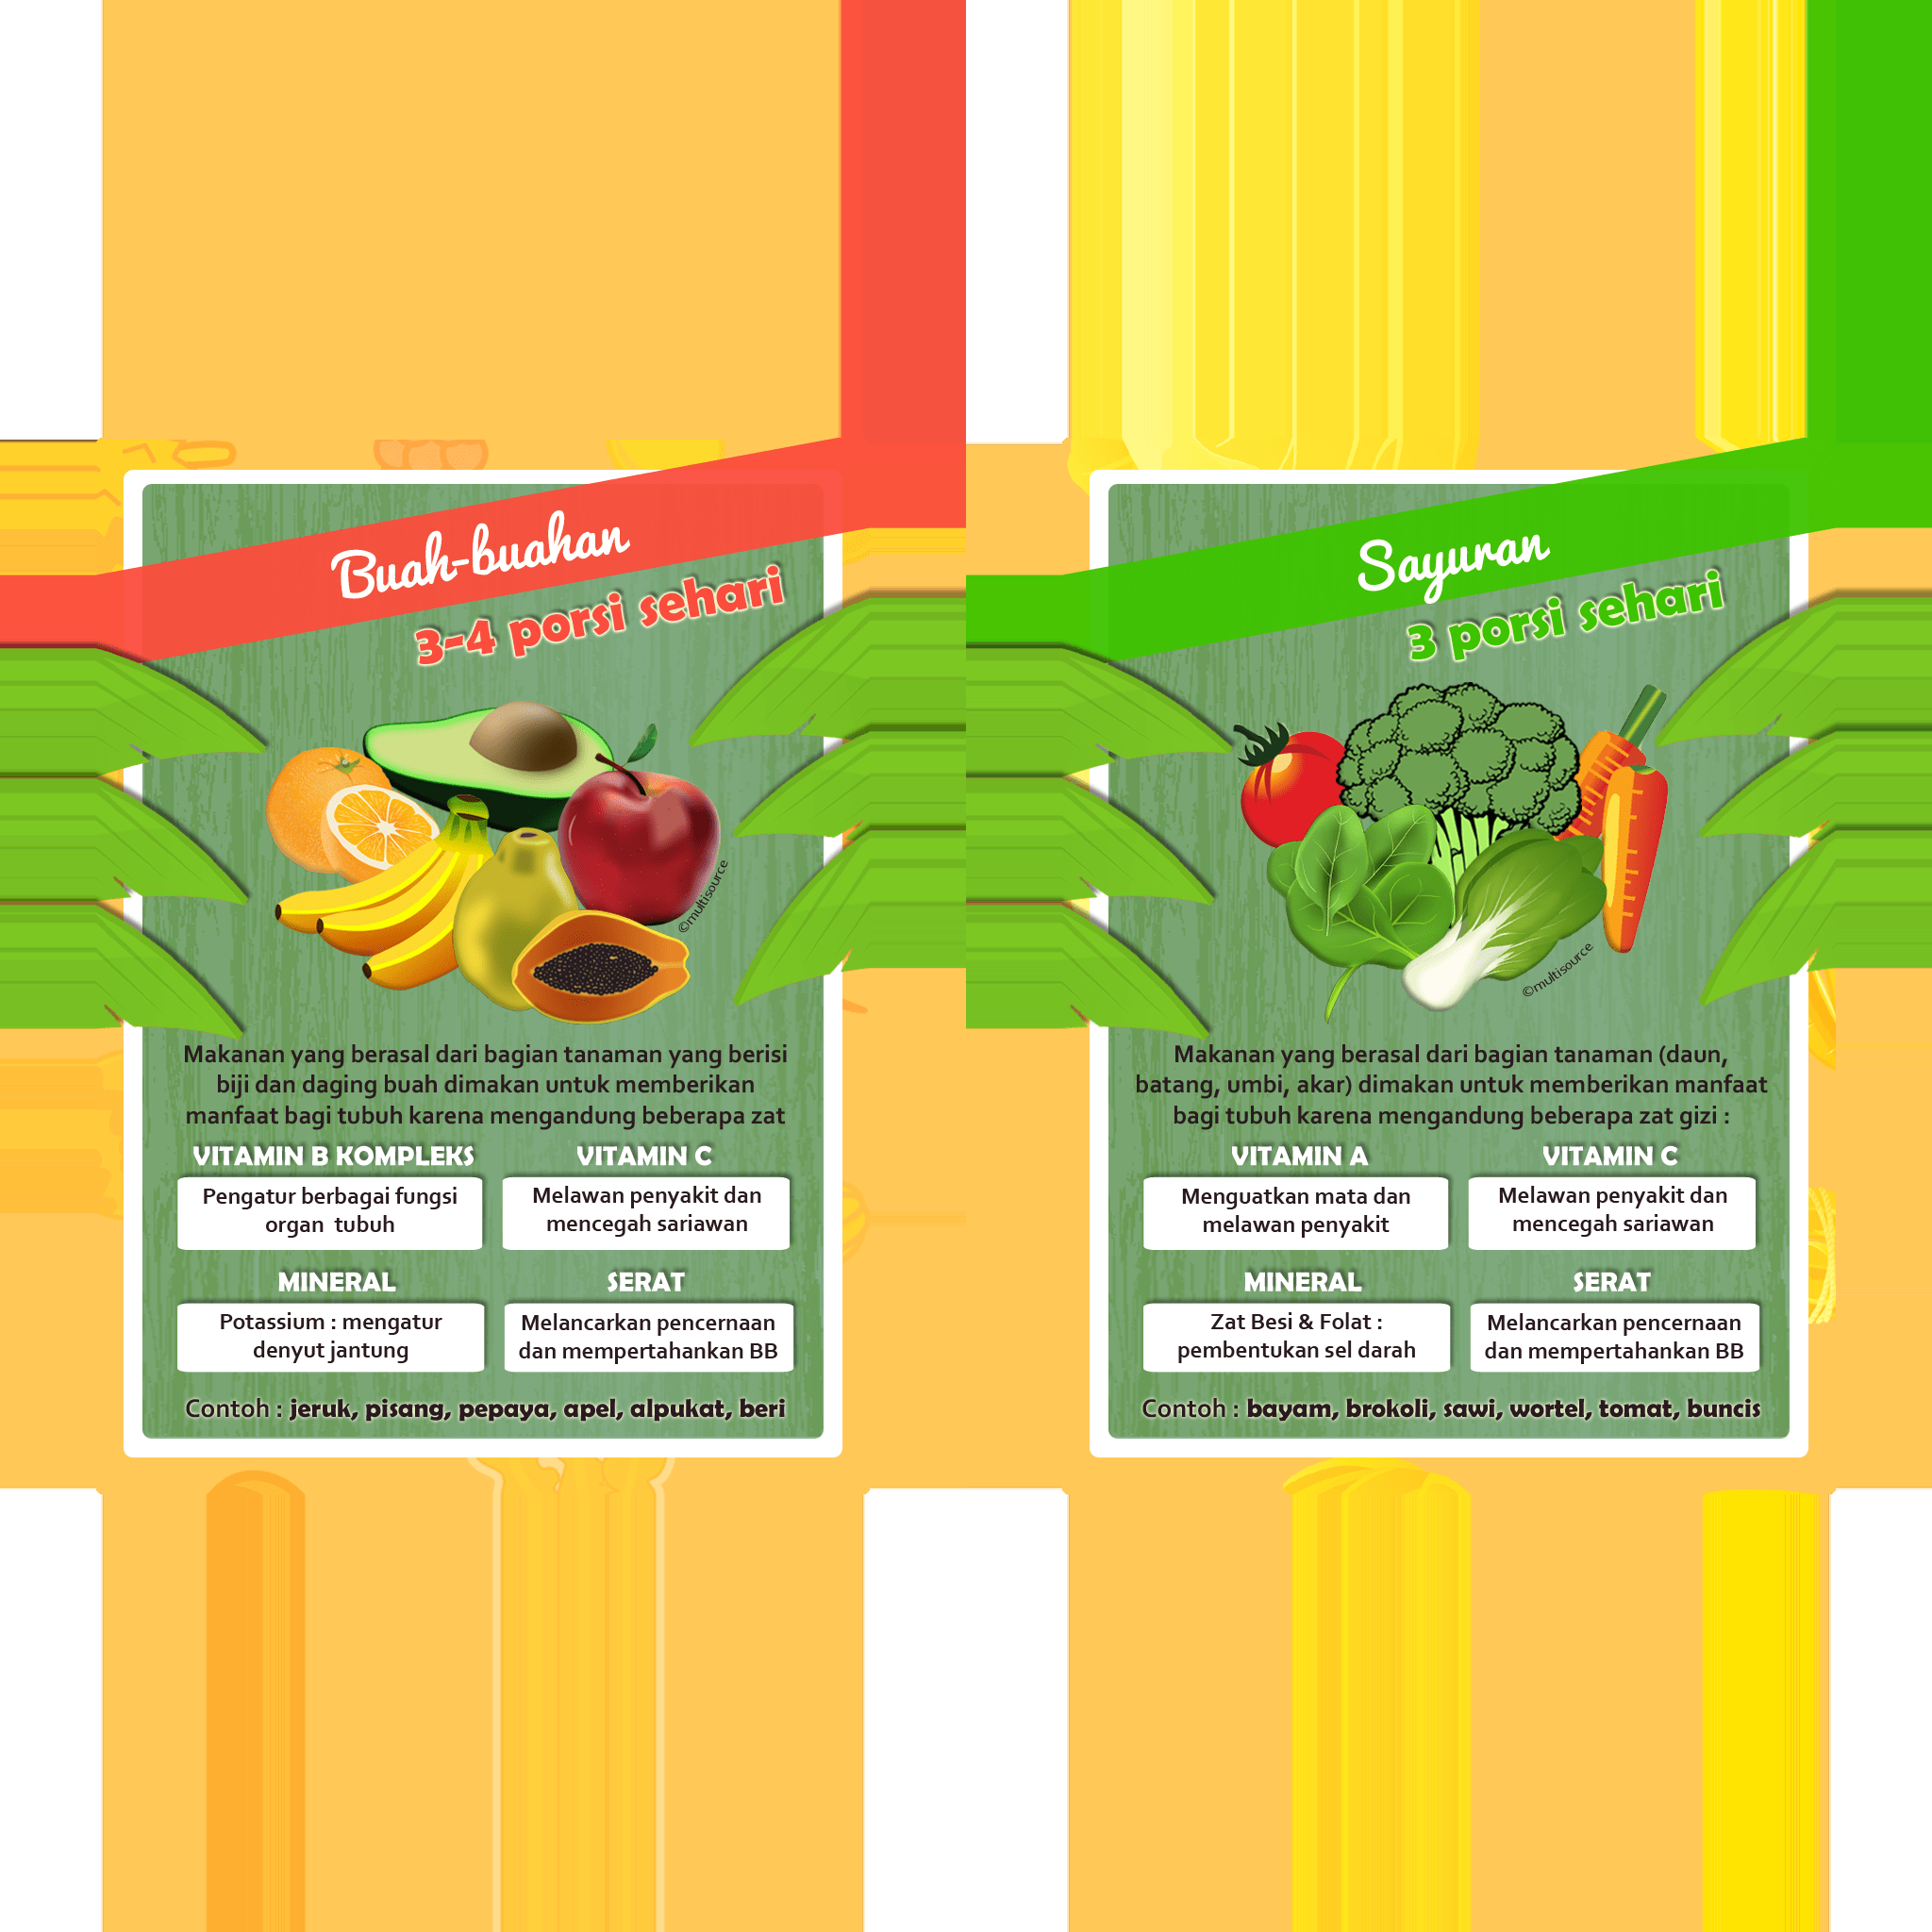 Buah-buahan
3-4 porsi sehari
©multisource
Makanan yang berasal dari bagian tanaman yang berisi
biji dan daging buah dimakan untuk memberikan
manfaat bagi tubuh karena mengandung beberapa zat
VITAMIN B KOMPLEKS
Pengatur berbagai fungsi
organ tubuh
VITAMIN C
Melawan penyakit dan
mencegah sariawan
MINERAL
Potassium : mengatur
denyut jantung
SERAT
Melancarkan pencernaan
dan mempertahankan BB
Contoh : jeruk, pisang, pepaya, apel, alpukat, beri
Sayuran
3 porsi sehari
©multisource
Makanan yang berasal dari bagian tanaman (daun,
batang, umbi, akar) dimakan untuk memberikan manfaat
bagi tubuh karena mengandung beberapa zat gizi :
VITAMIN A
Menguatkan mata dan
melawan penyakit
VITAMIN C
Melawan penyakit dan
mencegah sariawan
MINERAL
Zat Besi & Folat :
pembentukan sel darah
SERAT
Melancarkan pencernaan
dan mempertahankan BB
Contoh : bayam, brokoli, sawi, wortel, tomat, buncis